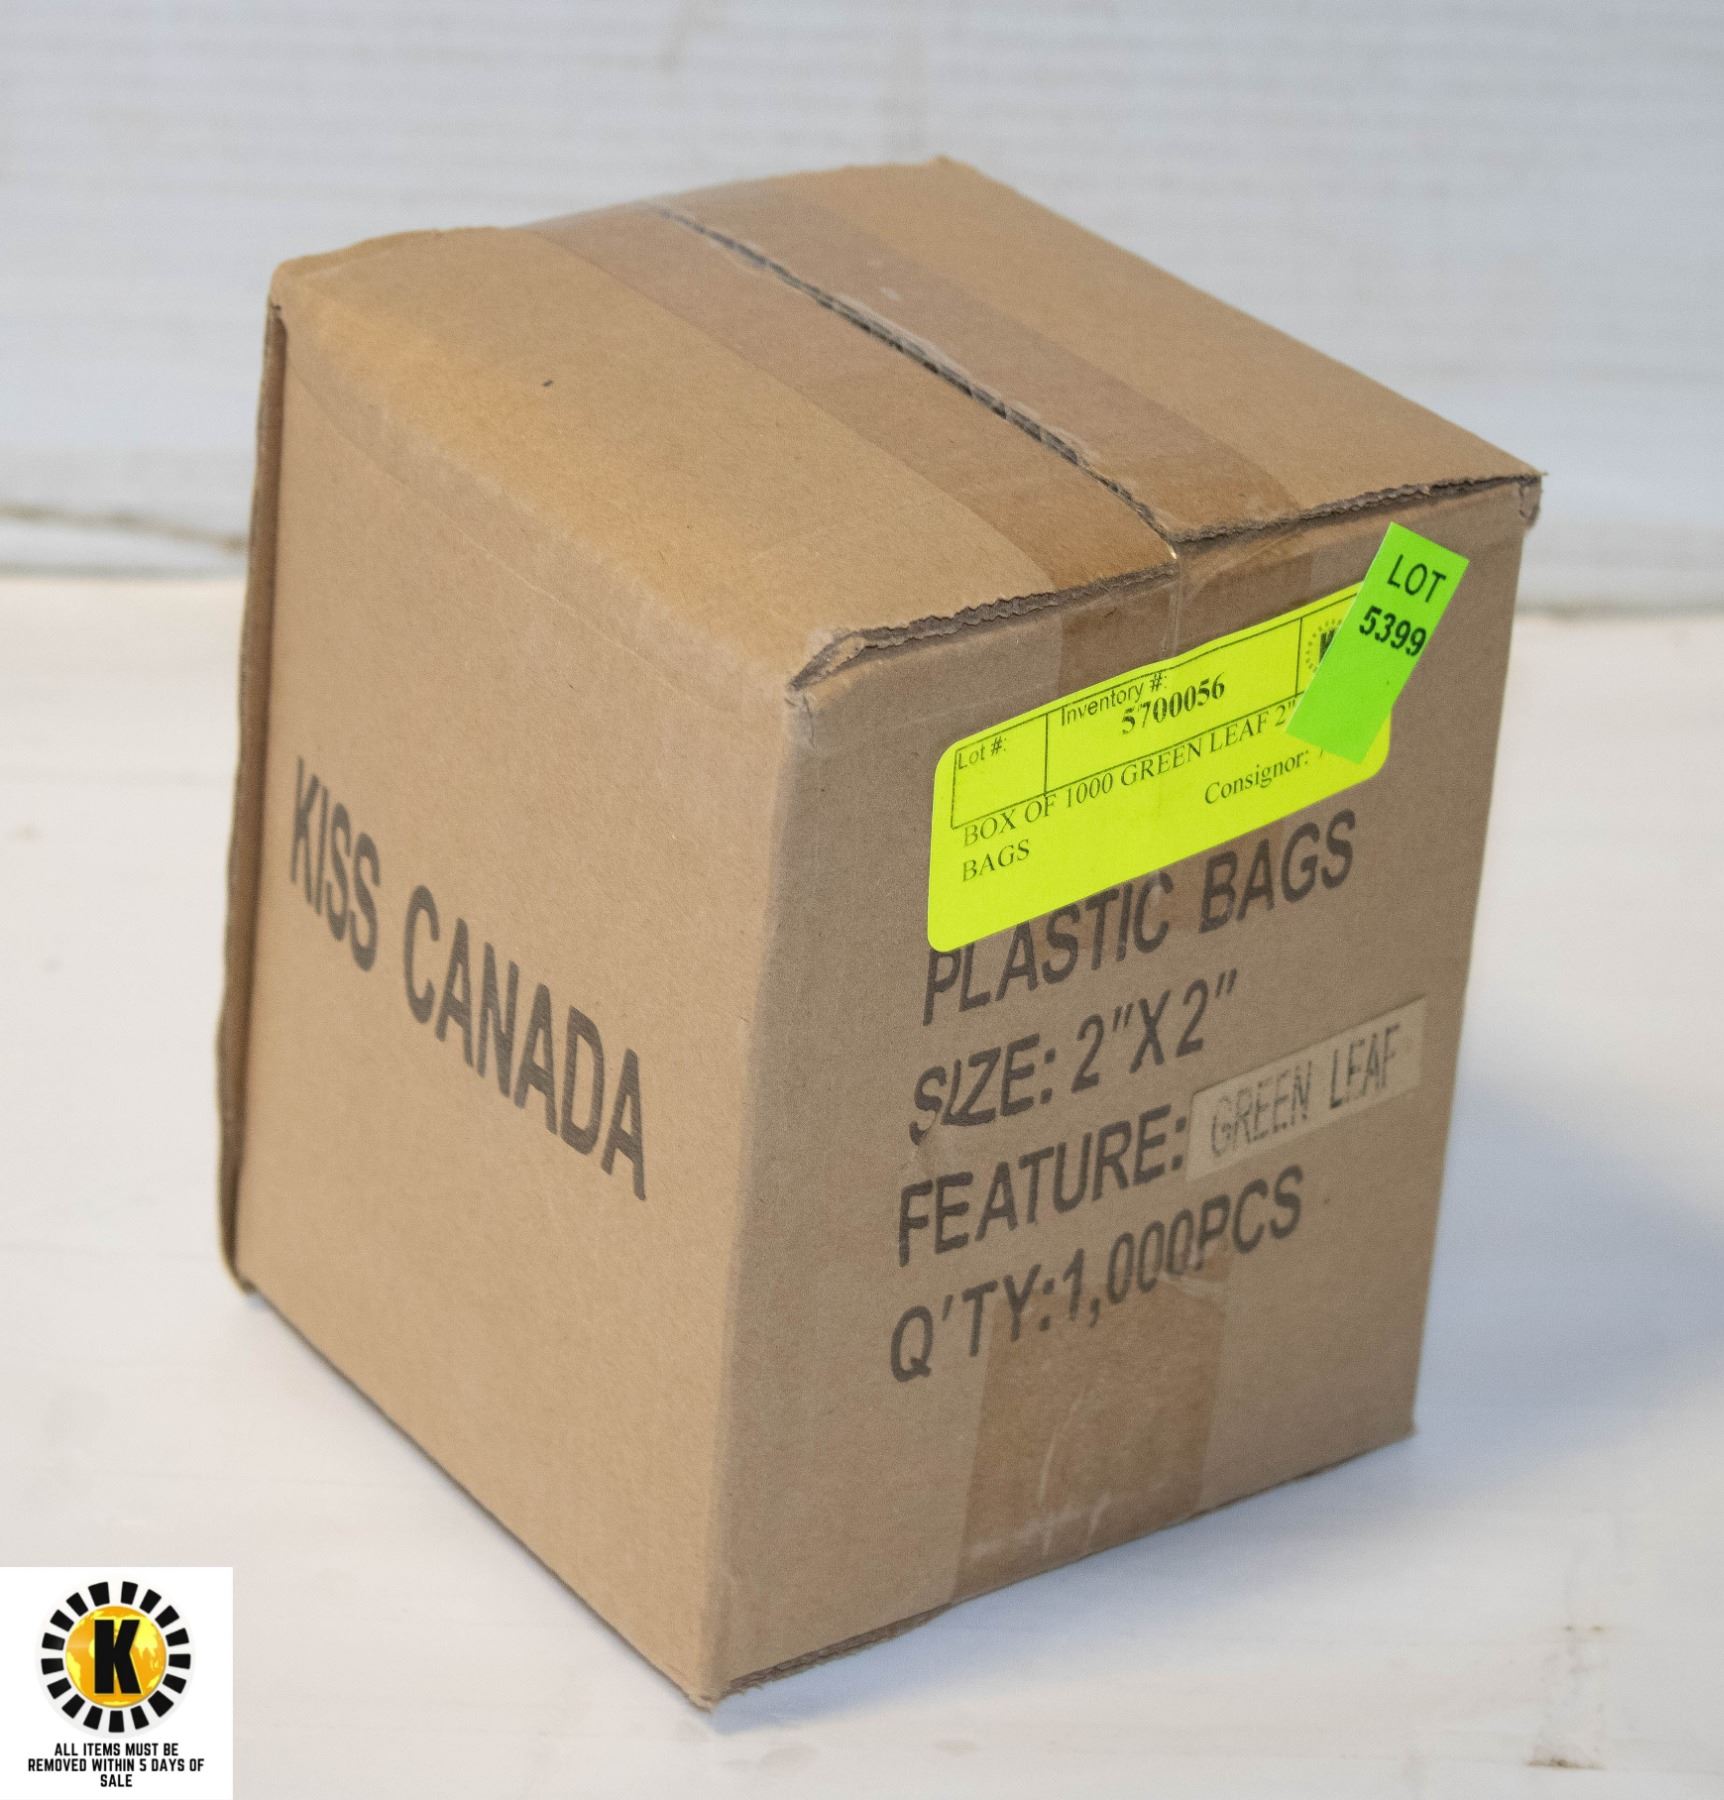 LOT
5399
Lot #:
Inventory #:
5700056
BOX OF 1000 GREEN LEAF 2"
BAGS
Consignor:
PLASTIC BAGS
SIZE: 2"X2"
FEATURE: GREEN LEAF
Q'TY:1,000PCS
KISS CANADA
K
ALL ITEMS MUST BE
REMOVED WITHIN 5 DAYS OF
SALE